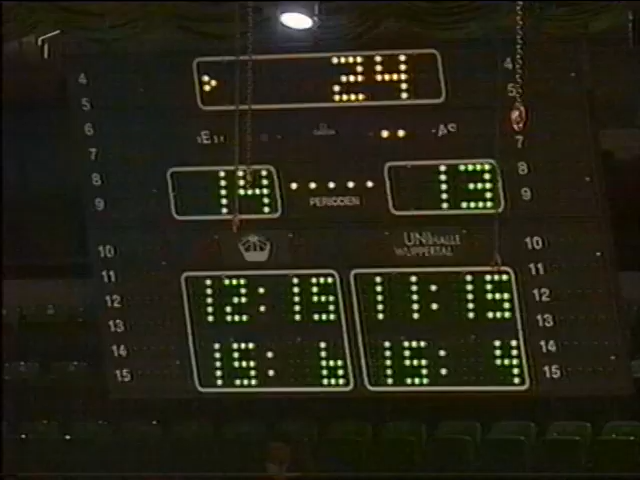 24
4 4
5 5
6
7 7
8 14 13 8
9 PERIODEN 9
10 UNIHALLE 10
WUPPERTAL
11 11
12 12:15 11:15 12
13 13
14 15: 6 15: 4 14
15 15